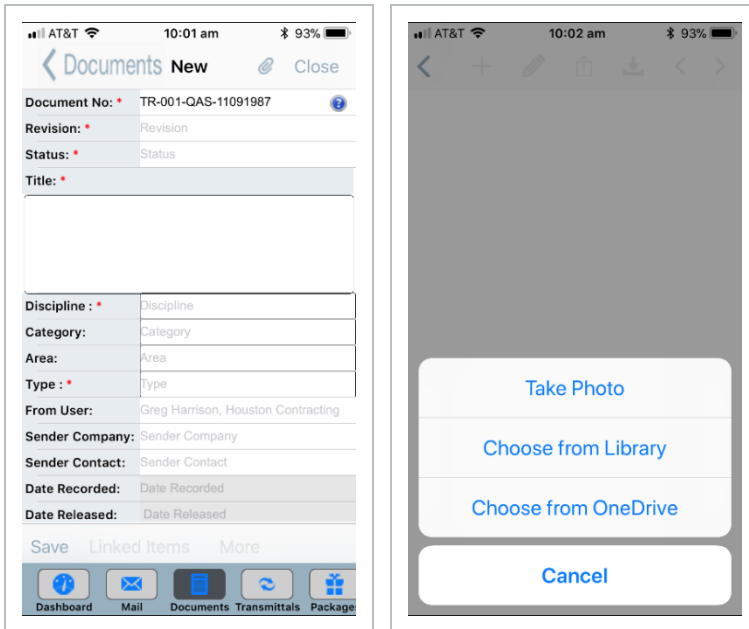 AT&T 10:01 am 93%
Documents New Close
Document No: * TR-001-QAS-11091987 ?
Revision: * Revision
Status: * Status
Title: *
Discipline : * Discipline
Category: Category
Area: Area
Type : * Type
From User: Greg Harrison, Houston Contracting
Sender Company: Sender Company
Sender Contact: Sender Contact
Date Recorded: Date Recorded
Date Released: Date Released
Save Linked Items More
Dashboard Mail Documents Transmittals Package
AT&T 10:02 am 93%
Take Photo
Choose from Library
Choose from OneDrive
Cancel